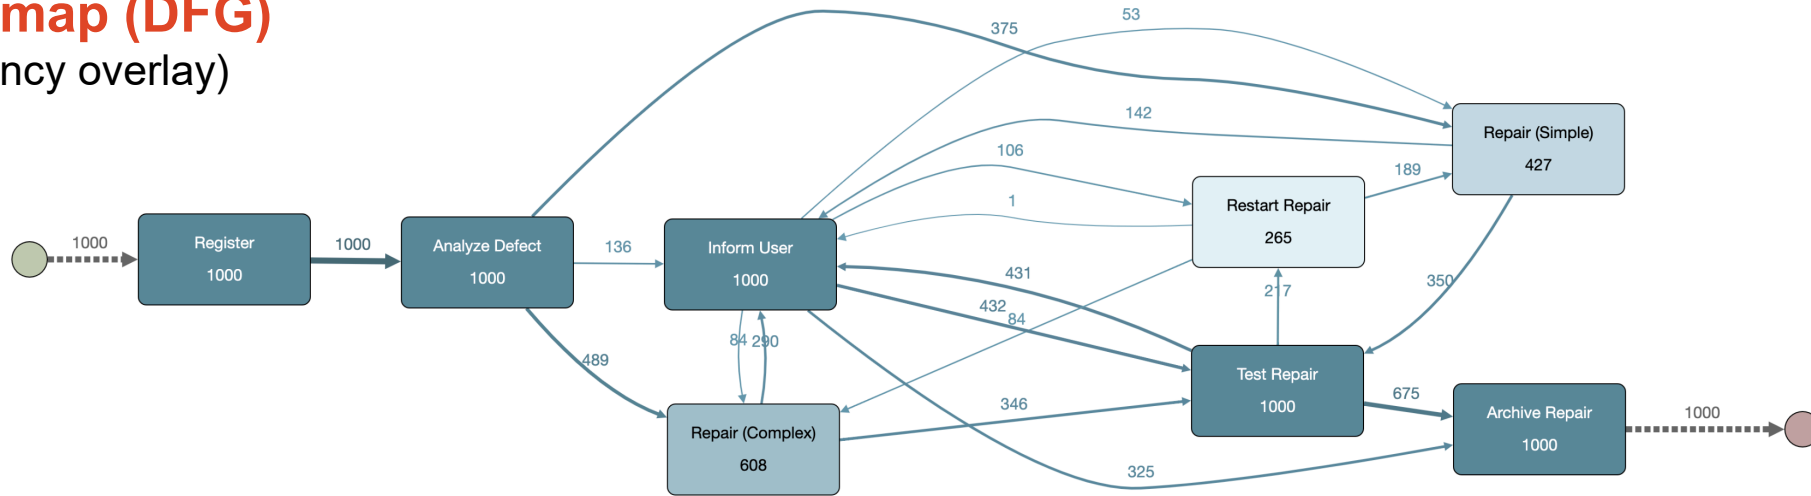 map (DFG)
ncy overlay)
1000
Register
1000
1000
Analyze Defect
1000
375
136
489
Inform User
1000
53
142
106
1
431
432
84
84
290
Repair (Complex)
608
346
325
Restart Repair
265
189
217
Repair (Simple)
427
350
Test Repair
1000
675
Archive Repair
1000
1000